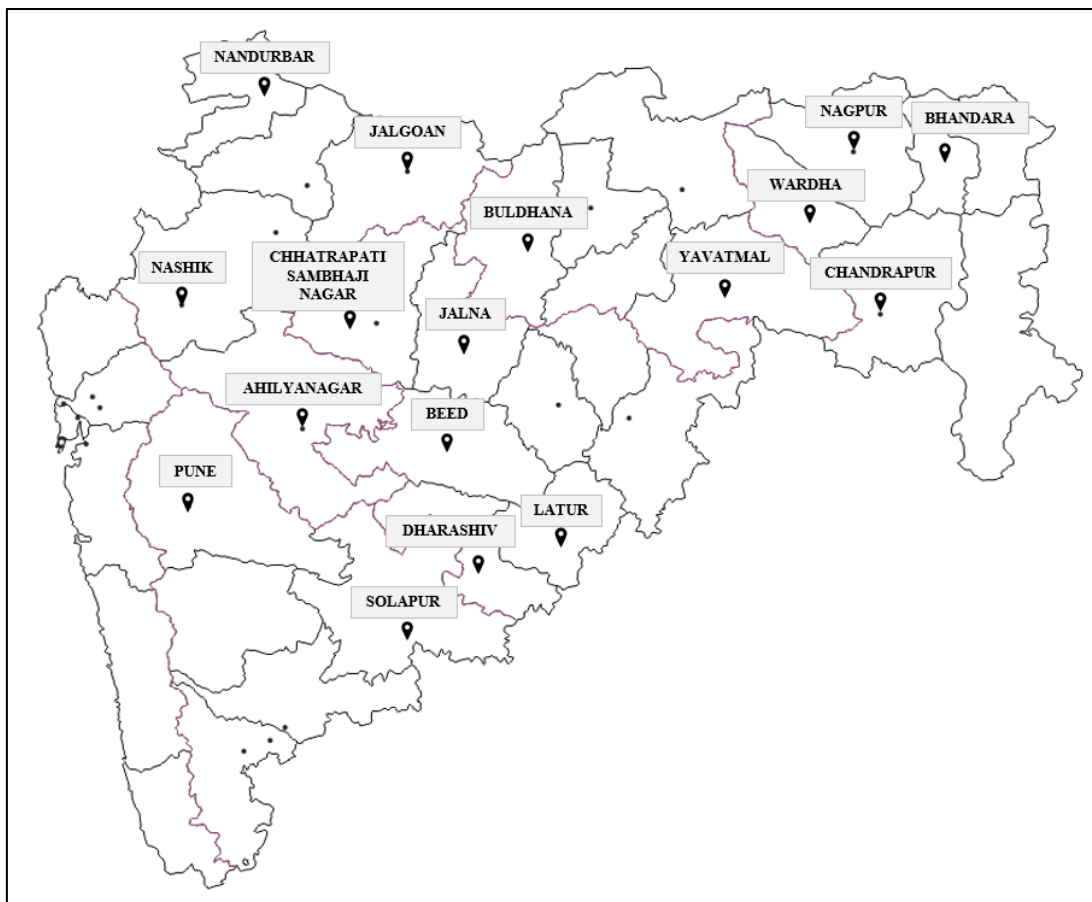 NANDURBAR
NAGPUR
BHANDARA
JALGOAN
WARDHA
BULDHANA
CHHATRAPATI
SAMBHAJI
NAGAR
NASHIK
YAVATMAL
CHANDRAPUR
JALNA
AHILYANAGAR
BEED
PUNE
LATUR
DHARASHIV
SOLAPUR